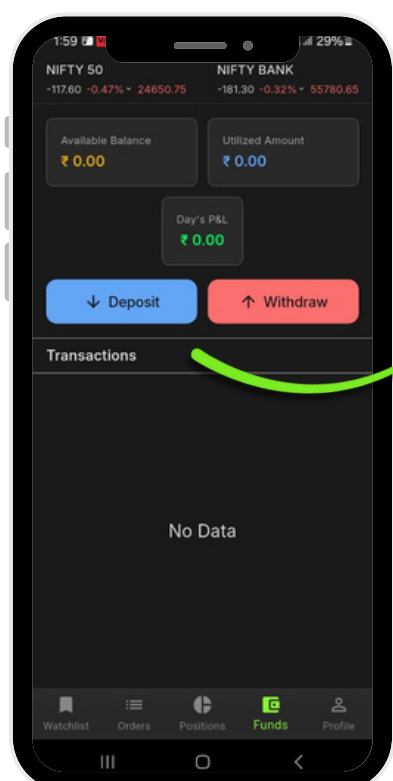 1:59 29%
NIFTY 50 NIFTY BANK
-117.60 -0.47% 24650.75 -181.30 -0.32% 55780.65
Available Balance Utilized Amount
₹ 0.00 ₹ 0.00
Day's P&L
₹ 0.00
Deposit Withdraw
Transactions
No Data
Watchlist Orders Positions Funds Profile